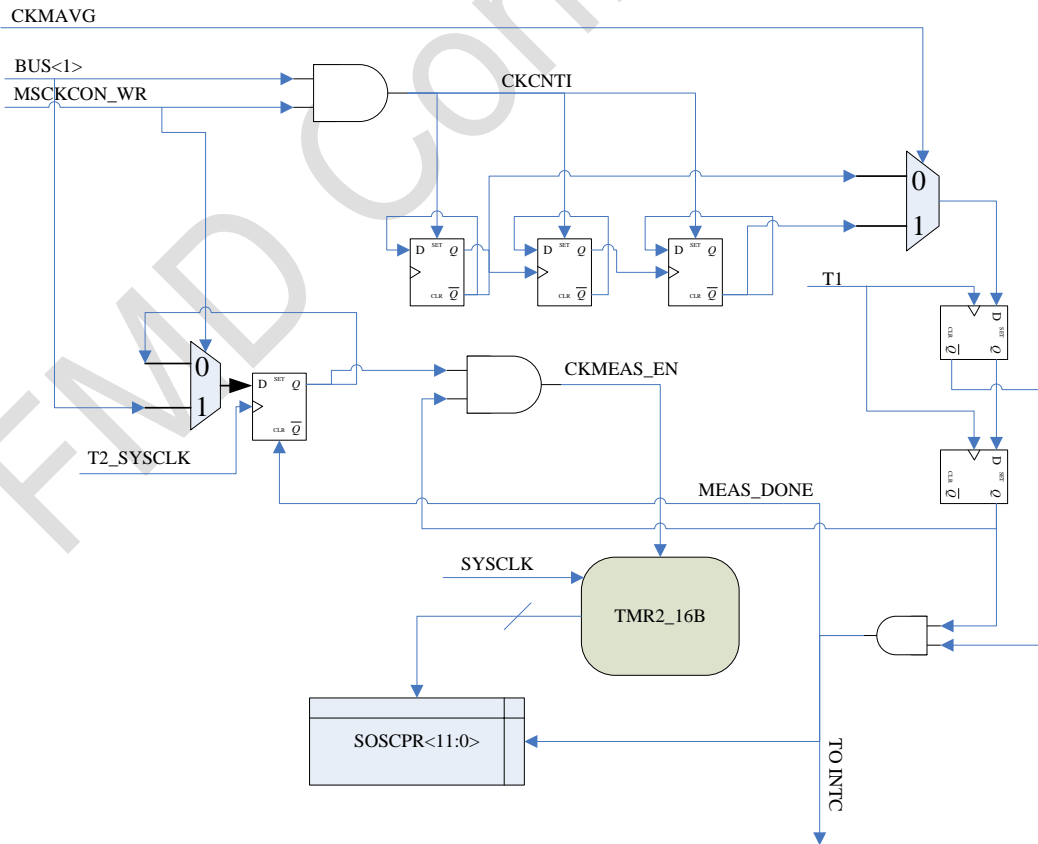 CKMAVG
BUS<1>
MSCKCON_WR
CKCNTI
0
1
D SET Q
CLR Q
D SET Q
CLR Q
D SET Q
CLR Q
T1
D SET Q
CLR Q
0
1
D SET Q
CLR Q
CKMEAS_EN
T2_SYSCLK
D SET Q
CLR Q
MEAS_DONE
SYSCLK
TMR2_16B
SOSCPR<11:0>
TO INTC
FMD Con